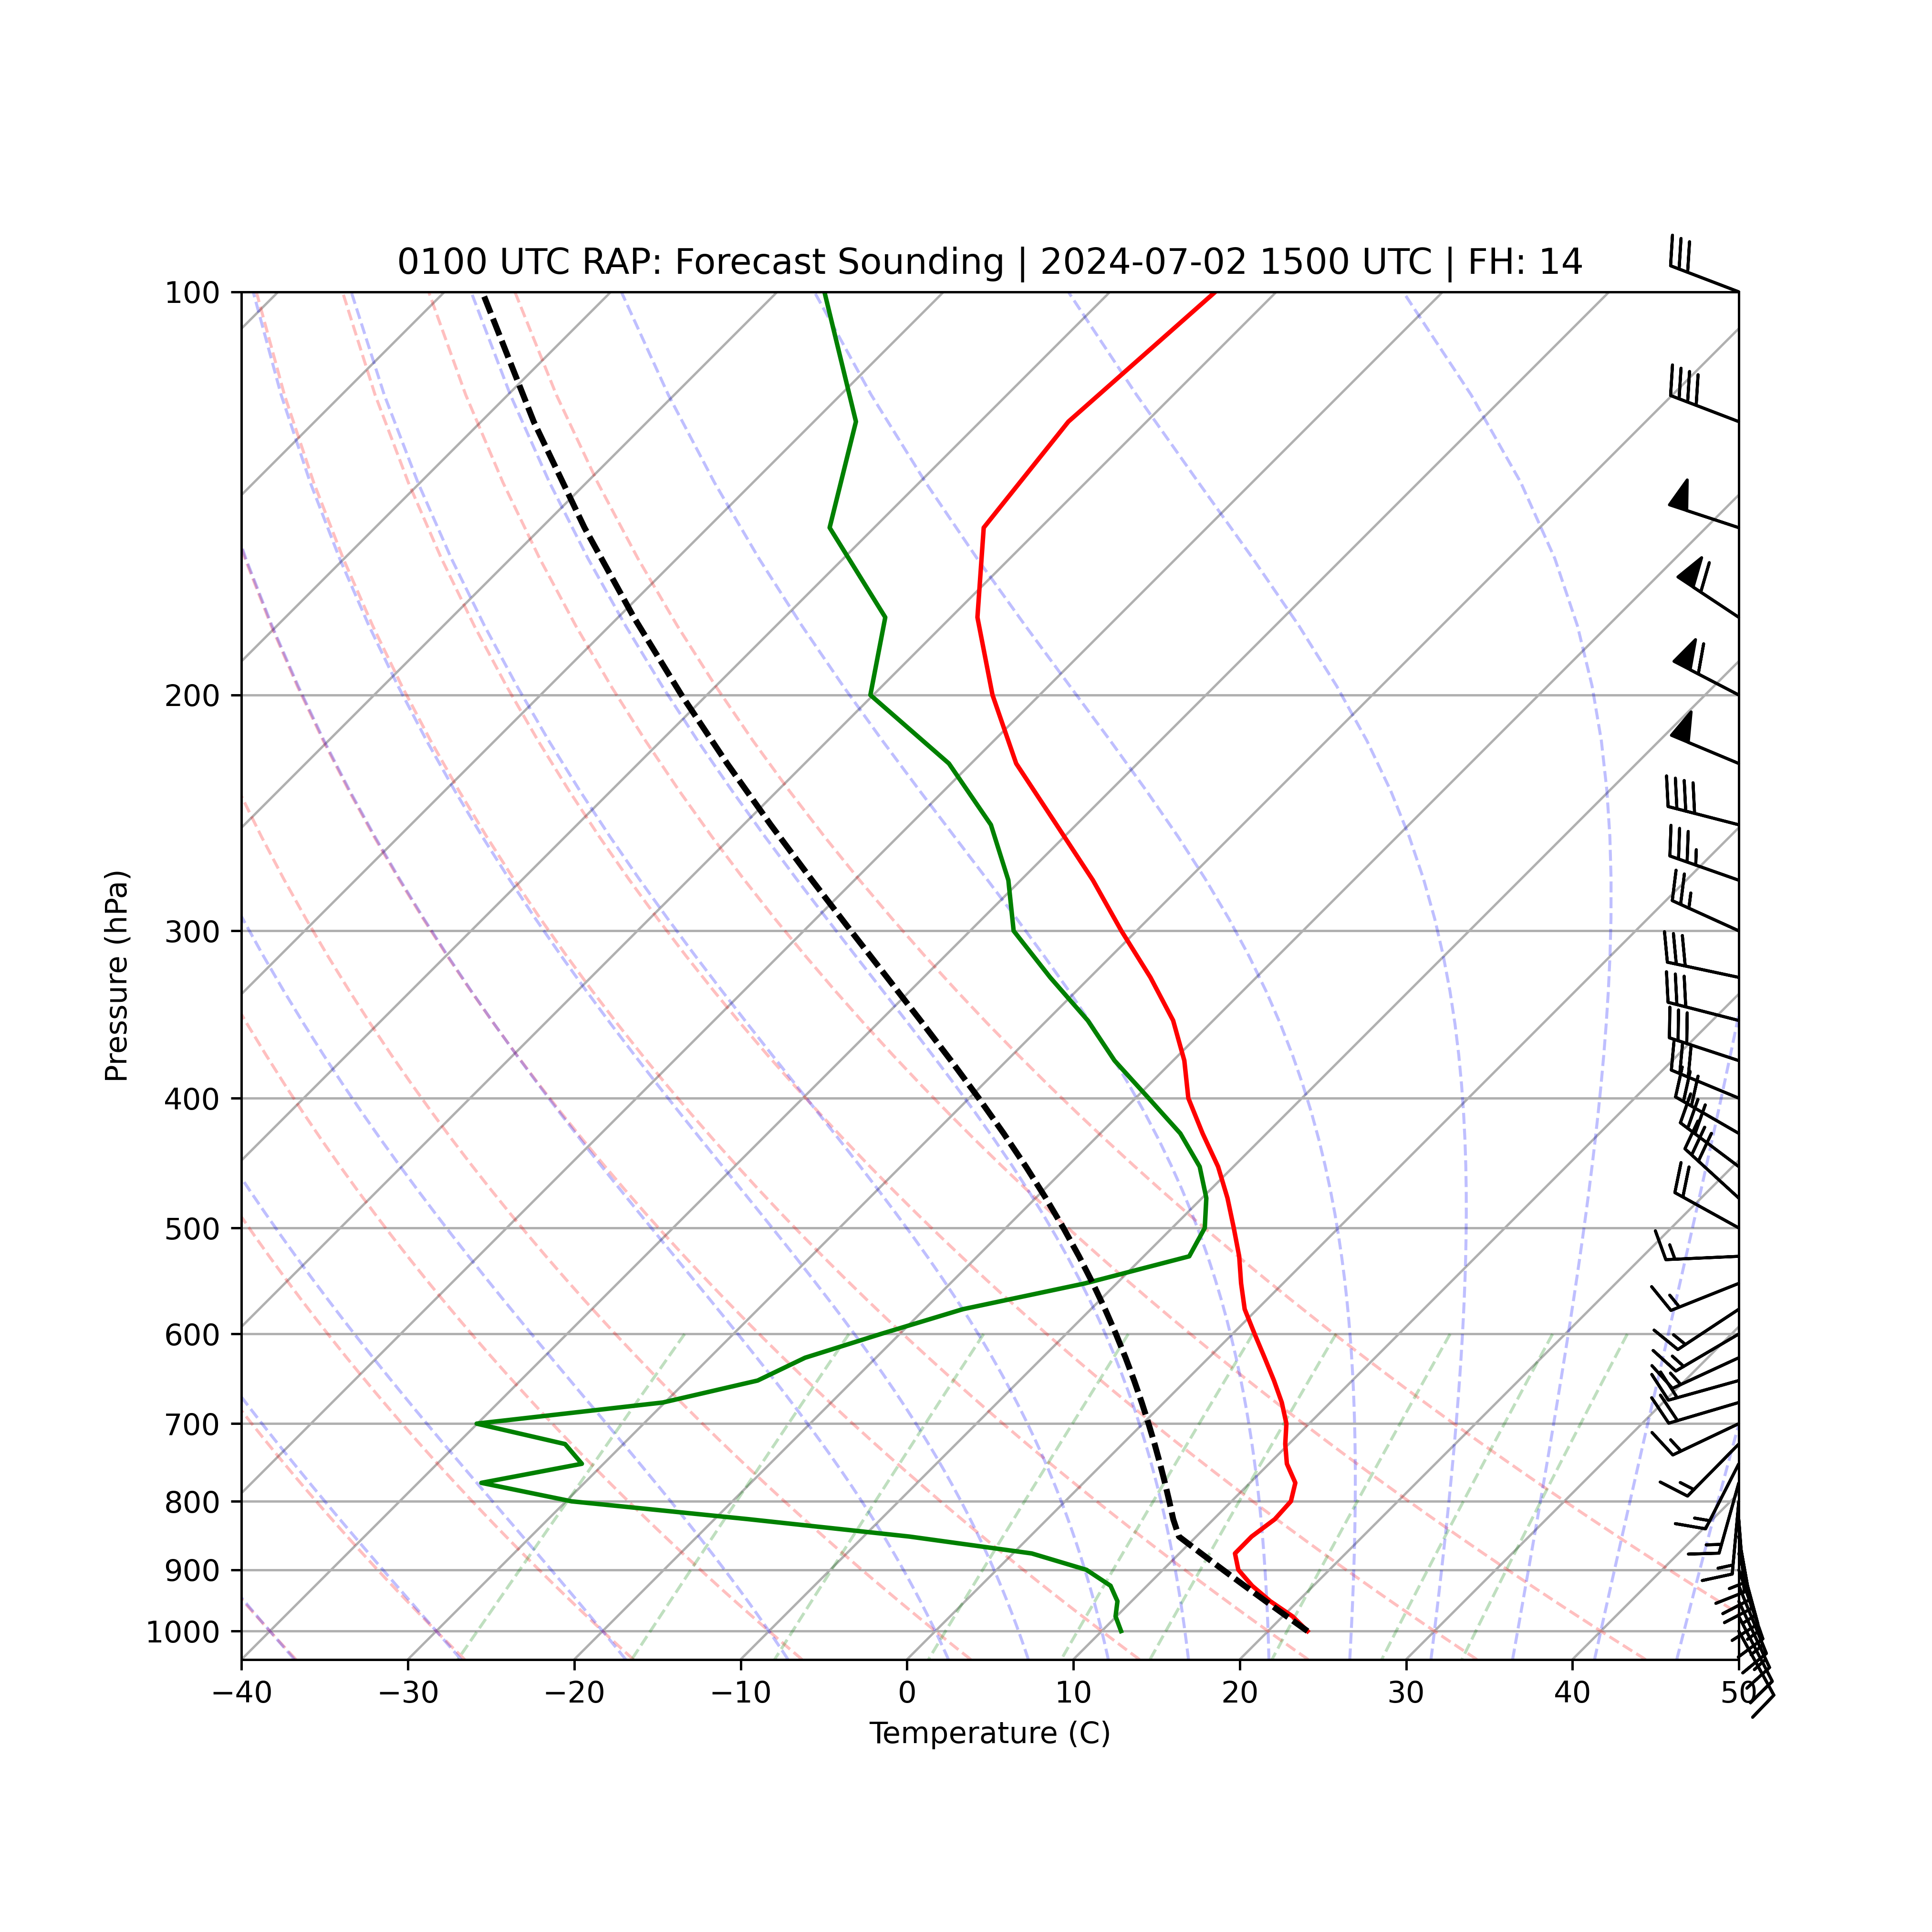 0100 UTC RAP: Forecast Sounding | 2024-07-02 1500 UTC | FH: 14
100
200
300
400
500
600
700
800
900
1000
Pressure (hPa)
−40 −30 −20 −10 0 10 20 30 40 50
Temperature (C)